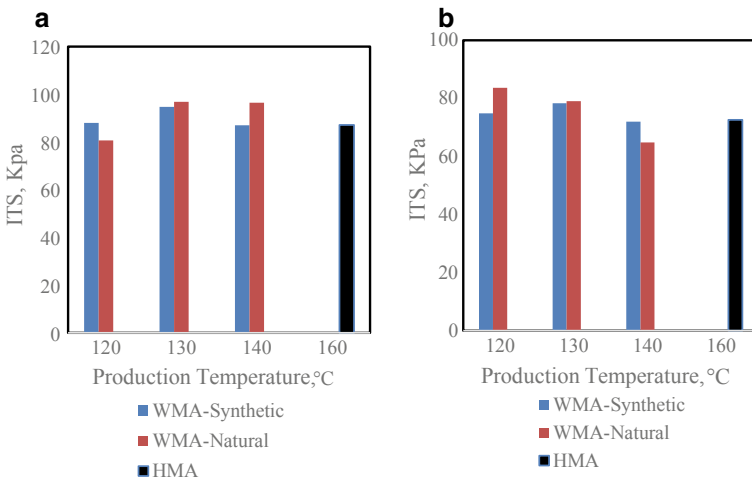 a
120
100
80
60
40
20
0
ITS, Kpa
120 130 140 160
Production Temperature,°C
WMA-Synthetic
WMA-Natural
HMA
b
100
80
60
40
20
0
ITS, KPa
120 130 140 160
Production Temperature,°C
WMA-Synthetic
WMA-Natural
HMA